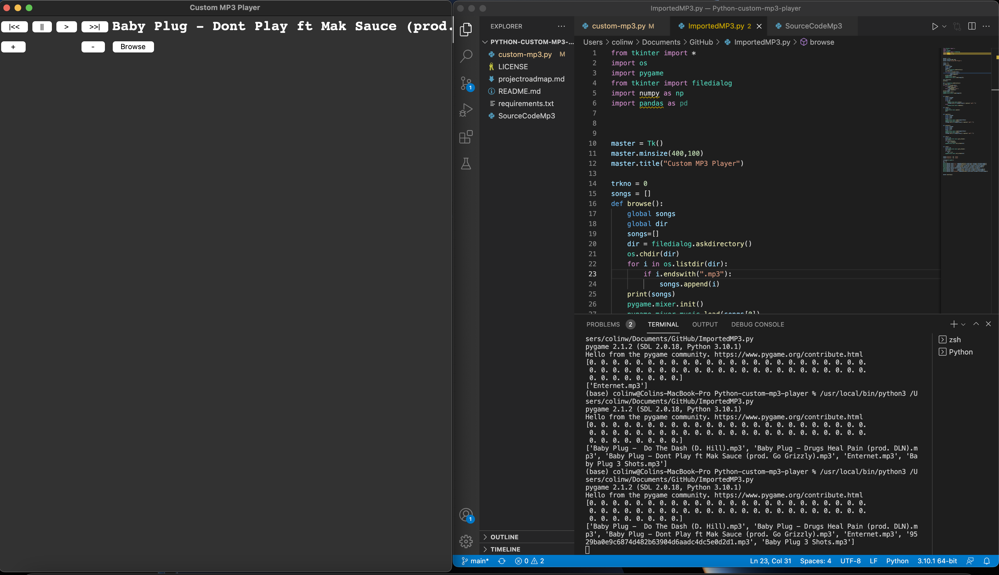 Custom MP3 Player
|<< || > >>| Baby Plug - Dont Play ft Mak Sauce (prod.
+ - Browse
ImportedMP3.py — Python-custom-mp3-player
EXPLORER
PYTHON-CUSTOM-MP3-...
custom-mp3.py M
LICENSE
projectroadmap.md
README.md
requirements.txt
SourceCodeMp3
OUTLINE
TIMELINE
1
1
custom-mp3.py M ImportedMP3.py 2 SourceCodeMp3
Users > colinw > Documents > GitHub > ImportedMP3.py > browse
1 from tkinter import *
2 import os
3 import pygame
4 from tkinter import filedialog
5 import numpy as np
6 import pandas as pd
7
8
9
10 master = Tk()
11 master.minsize(400,100)
12 master.title("Custom MP3 Player")
13
14 trkno = 0
15 songs = []
16 def browse():
17 global songs
18 global dir
19 songs=[]
20 dir = filedialog.askdirectory()
21 os.chdir(dir)
22 for i in os.listdir(dir):
23 if i.endswith(".mp3"):
24 songs.append(i)
25 print(songs)
26 pygame.mixer.init()
27 pygame.mixer.music.load(songs[0])
PROBLEMS 2 TERMINAL OUTPUT DEBUG CONSOLE
zsh
Python
sers/colinw/Documents/GitHub/ImportedMP3.py
pygame 2.1.2 (SDL 2.0.18, Python 3.10.1)
Hello from the pygame community. https://www.pygame.org/contribute.html
[0. 0. 0. 0. 0. 0. 0. 0. 0. 0. 0. 0. 0. 0. 0. 0. 0. 0. 0. 0. 0. 0. 0. 0.
0. 0. 0. 0. 0. 0. 0. 0. 0. 0. 0. 0. 0. 0. 0. 0. 0. 0. 0. 0. 0. 0. 0. 0.
0. 0. 0. 0. 0. 0. 0. 0.]
['Enternet.mp3']
(base) colinw@Colins-MacBook-Pro Python-custom-mp3-player % /usr/local/bin/python3 /U
sers/colinw/Documents/GitHub/ImportedMP3.py
pygame 2.1.2 (SDL 2.0.18, Python 3.10.1)
Hello from the pygame community. https://www.pygame.org/contribute.html
[0. 0. 0. 0. 0. 0. 0. 0. 0. 0. 0. 0. 0. 0. 0. 0. 0. 0. 0. 0. 0. 0. 0. 0.
0. 0. 0. 0. 0. 0. 0. 0. 0. 0. 0. 0. 0. 0. 0. 0. 0. 0. 0. 0. 0. 0. 0. 0.
0. 0. 0. 0. 0. 0. 0. 0.]
['Baby Plug -  Do The Dash (D. Hill).mp3', 'Baby Plug - Drugs Heal Pain (prod. DLN).m
p3', 'Baby Plug - Dont Play ft Mak Sauce (prod. Go Grizzly).mp3', 'Enternet.mp3', 'Ba
by Plug 3 Shots.mp3']
(base) colinw@Colins-MacBook-Pro Python-custom-mp3-player % /usr/local/bin/python3 /U
sers/colinw/Documents/GitHub/ImportedMP3.py
pygame 2.1.2 (SDL 2.0.18, Python 3.10.1)
Hello from the pygame community. https://www.pygame.org/contribute.html
[0. 0. 0. 0. 0. 0. 0. 0. 0. 0. 0. 0. 0. 0. 0. 0. 0. 0. 0. 0. 0. 0. 0. 0.
0. 0. 0. 0. 0. 0. 0. 0. 0. 0. 0. 0. 0. 0. 0. 0. 0. 0. 0. 0. 0. 0. 0. 0.
0. 0. 0. 0. 0. 0. 0. 0.]
['Baby Plug -  Do The Dash (D. Hill).mp3', 'Baby Plug - Drugs Heal Pain (prod. DLN).m
p3', 'Baby Plug - Dont Play ft Mak Sauce (prod. Go Grizzly).mp3', 'Enternet.mp3', '95
29ba0e9c6874d482b63904d6aadc4dc5e0d2d1.mp3', 'Baby Plug 3 Shots.mp3']
main* 0 2 Ln 23, Col 31 Spaces: 4 UTF-8 LF Python 3.10.1 64-bit